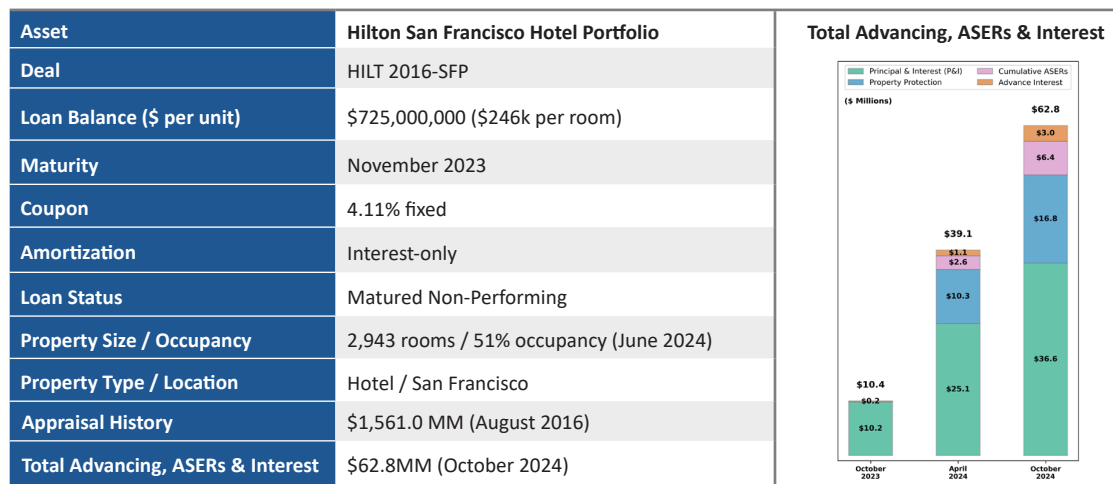 Asset Hilton San Francisco Hotel Portfolio
Deal HILT 2016-SFP
Loan Balance ($ per unit) $725,000,000 ($246k per room)
Maturity November 2023
Coupon 4.11% fixed
Amortization Interest-only
Loan Status Matured Non-Performing
Property Size / Occupancy 2,943 rooms / 51% occupancy (June 2024)
Property Type / Location Hotel / San Francisco
Appraisal History $1,561.0 MM (August 2016)
Total Advancing, ASERs & Interest $62.8MM (October 2024)
Total Advancing, ASERs & Interest
Principal & Interest (P&I) Cumulative ASERs
Property Protection Advance Interest
($ Millions)
$62.8
$3.0
$6.4
$16.8
$36.6
$39.1
$1.1
$2.6
$10.3
$25.1
$10.4
$0.2
$10.2
October
2023
April
2024
October
2024